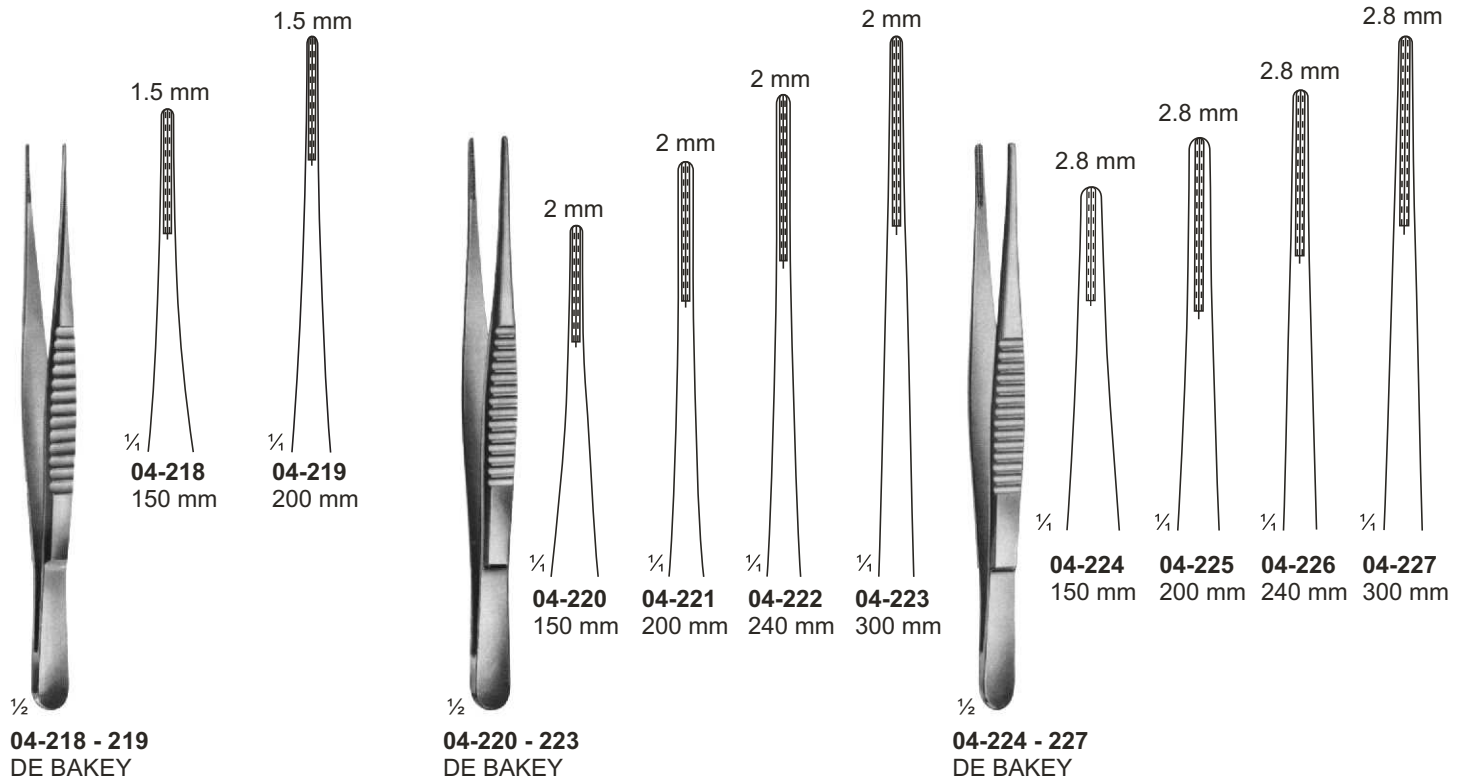 1.5 mm
1.5 mm
½
04-218 - 219
DE BAKEY
⅟₁
04-218
150 mm
⅟₁
04-219
200 mm
2 mm
2 mm
2 mm
2 mm
½
04-220 - 223
DE BAKEY
⅟₁
04-220
150 mm
⅟₁
04-221
200 mm
⅟₁
04-222
240 mm
⅟₁
04-223
300 mm
2.8 mm
2.8 mm
2.8 mm
2.8 mm
½
04-224 - 227
DE BAKEY
⅟₁
04-224
150 mm
⅟₁
04-225
200 mm
⅟₁
04-226
240 mm
⅟₁
04-227
300 mm